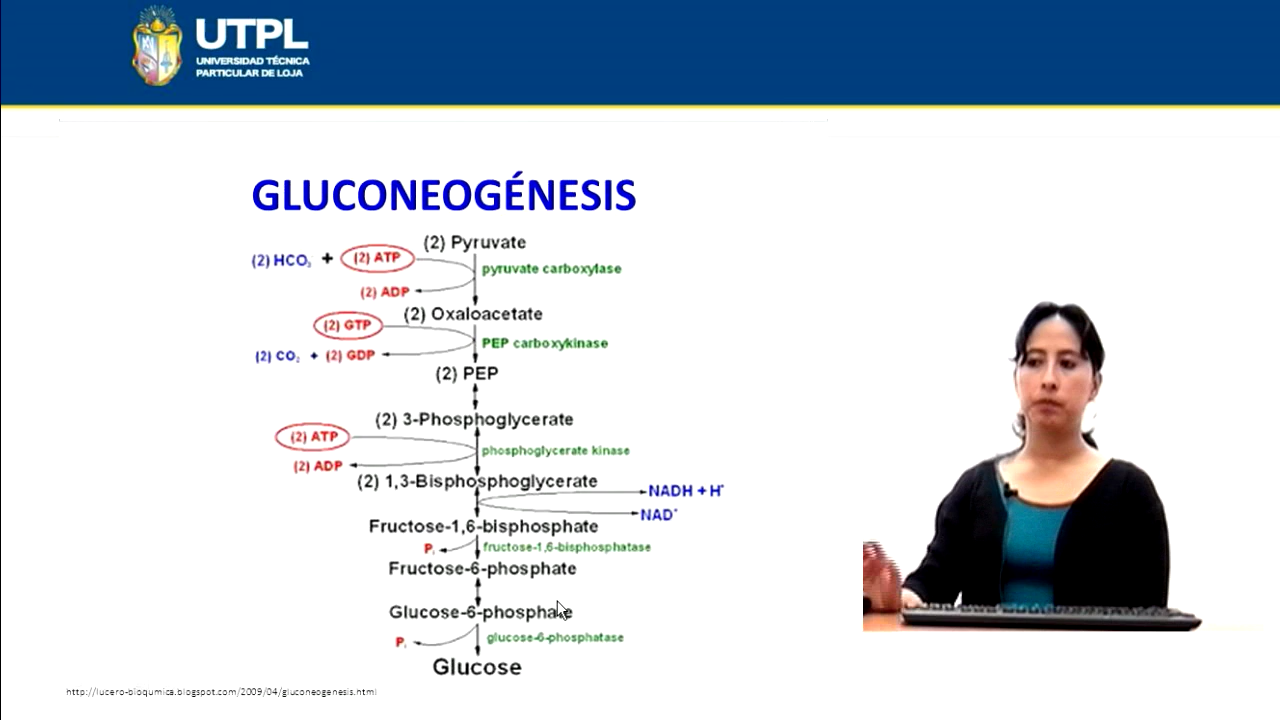 UTPL
UNIVERSIDAD TÉCNICA
PARTICULAR DE LOJA
GLUCONEOGÉNESIS
(2) Pyruvate
(2) HCO₃ + (2) ATP
pyruvate carboxylase
(2) ADP
(2) Oxaloacetate
(2) GTP
PEP carboxykinase
(2) CO₂ + (2) GDP
(2) PEP
(2) 3-Phosphoglycerate
(2) ATP
phosphoglycerate kinase
(2) ADP
(2) 1,3-Bisphosphoglycerate
NADH + H⁺
NAD⁺
Fructose-1,6-bisphosphate
Pᵢ
fructose-1,6-bisphosphatase
Fructose-6-phosphate
Glucose-6-phosphate
Pᵢ
glucose-6-phosphatase
Glucose
http://lucero-bioqumica.blogspot.com/2009/04/gluconeogenesis.html